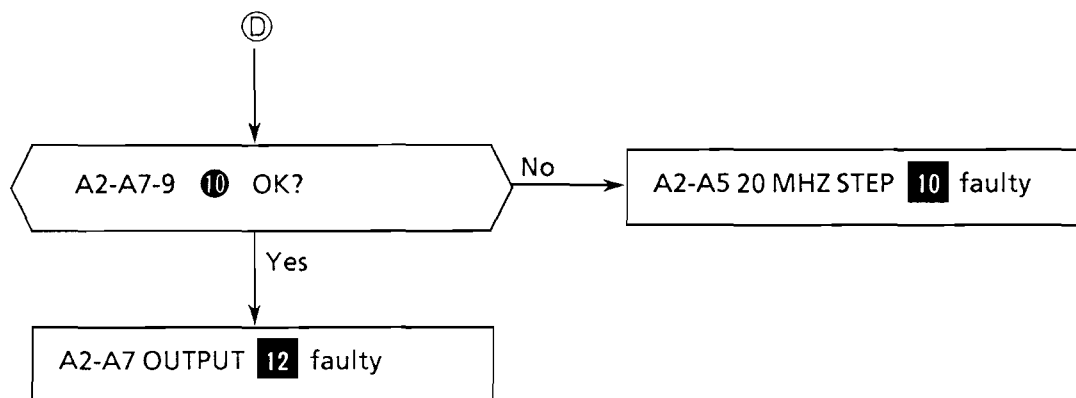 D
A2-A7-9 10 OK?
No
A2-A5 20 MHZ STEP 10 faulty
Yes
A2-A7 OUTPUT 12 faulty